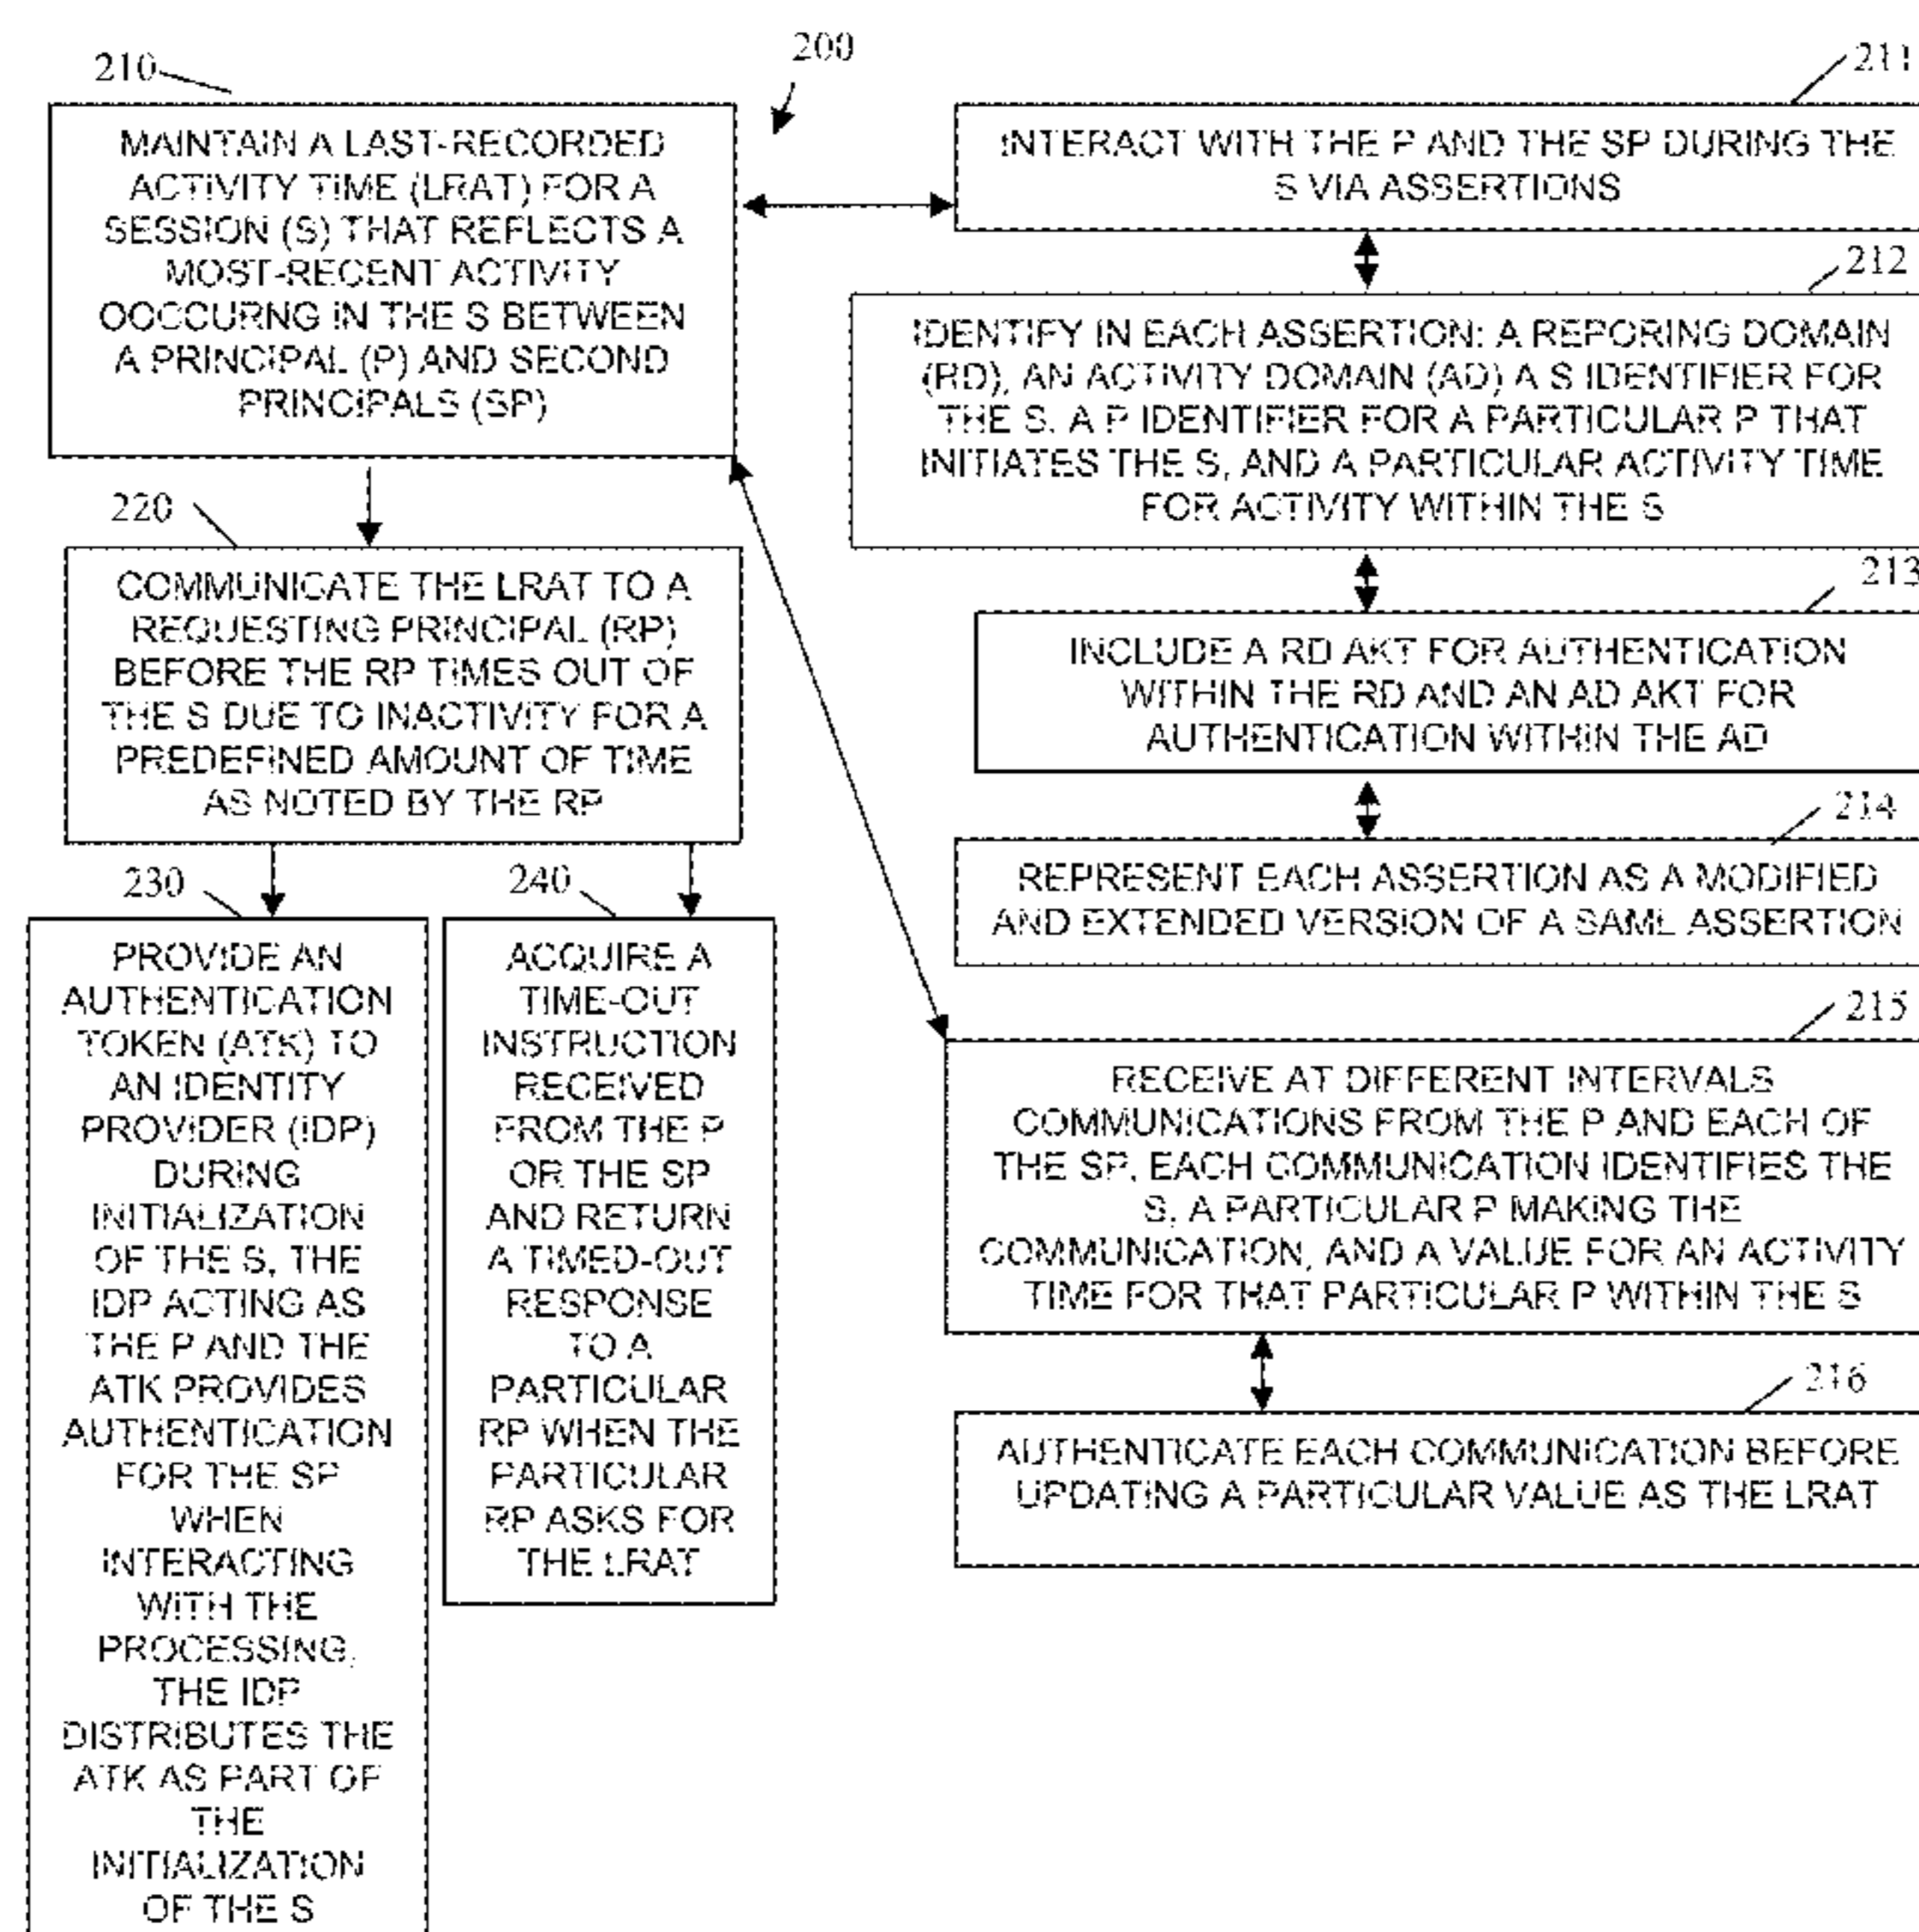 200
210
MAINTAIN A LAST-RECORDED
ACTIVITY TIME (LRAT) FOR A
SESSION (S) THAT REFLECTS A
MOST-RECENT ACTIVITY
OOCCURNG IN THE S BETWEEN
A PRINCIPAL (P) AND SECOND
PRINCIPALS (SP)
220
COMMUNICATE THE LRAT TO A
REQUESTING PRINCIPAL (RP)
BEFORE THE RP TIMES OUT OF
THE S DUE TO INACTIVITY FOR A
PREDEFINED AMOUNT OF TIME
AS NOTED BY THE RP
230
PROVIDE AN
AUTHENTICATION
TOKEN (ATK) TO
AN IDENTITY
PROVIDER (IDP)
DURING
INITIALIZATION
OF THE S, THE
IDP ACTING AS
THE P AND THE
ATK PROVIDES
AUTHENTICATION
FOR THE SP
WHEN
INTERACTING
WITH THE
PROCESSING,
THE IDP
DISTRIBUTES THE
ATK AS PART OF
THE
INITIALIZATION
OF THE S
240
ACQUIRE A
TIME-OUT
INSTRUCTION
RECEIVED
FROM THE P
OR THE SP
AND RETURN
A TIMED-OUT
RESPONSE
TO A
PARTICULAR
RP WHEN THE
PARTICULAR
RP ASKS FOR
THE LRAT
211
INTERACT WITH THE P AND THE SP DURING THE
S VIA ASSERTIONS
212
IDENTIFY IN EACH ASSERTION: A REPORING DOMAIN
(RD), AN ACTIVITY DOMAIN (AD) A S IDENTIFIER FOR
THE S, A P IDENTIFIER FOR A PARTICULAR P THAT
INITIATES THE S, AND A PARTICULAR ACTIVITY TIME
FOR ACTIVITY WITHIN THE S
213
INCLUDE A RD AKT FOR AUTHENTICATION
WITHIN THE RD AND AN AD AKT FOR
AUTHENTICATION WITHIN THE AD
214
REPRESENT EACH ASSERTION AS A MODIFIED
AND EXTENDED VERSION OF A SAML ASSERTION
215
RECEIVE AT DIFFERENT INTERVALS
COMMUNICATIONS FROM THE P AND EACH OF
THE SP, EACH COMMUNICATION IDENTIFIES THE
S, A PARTICULAR P MAKING THE
COMMUNICATION, AND A VALUE FOR AN ACTIVITY
TIME FOR THAT PARTICULAR P WITHIN THE S
216
AUTHENTICATE EACH COMMUNICATION BEFORE
UPDATING A PARTICULAR VALUE AS THE LRAT